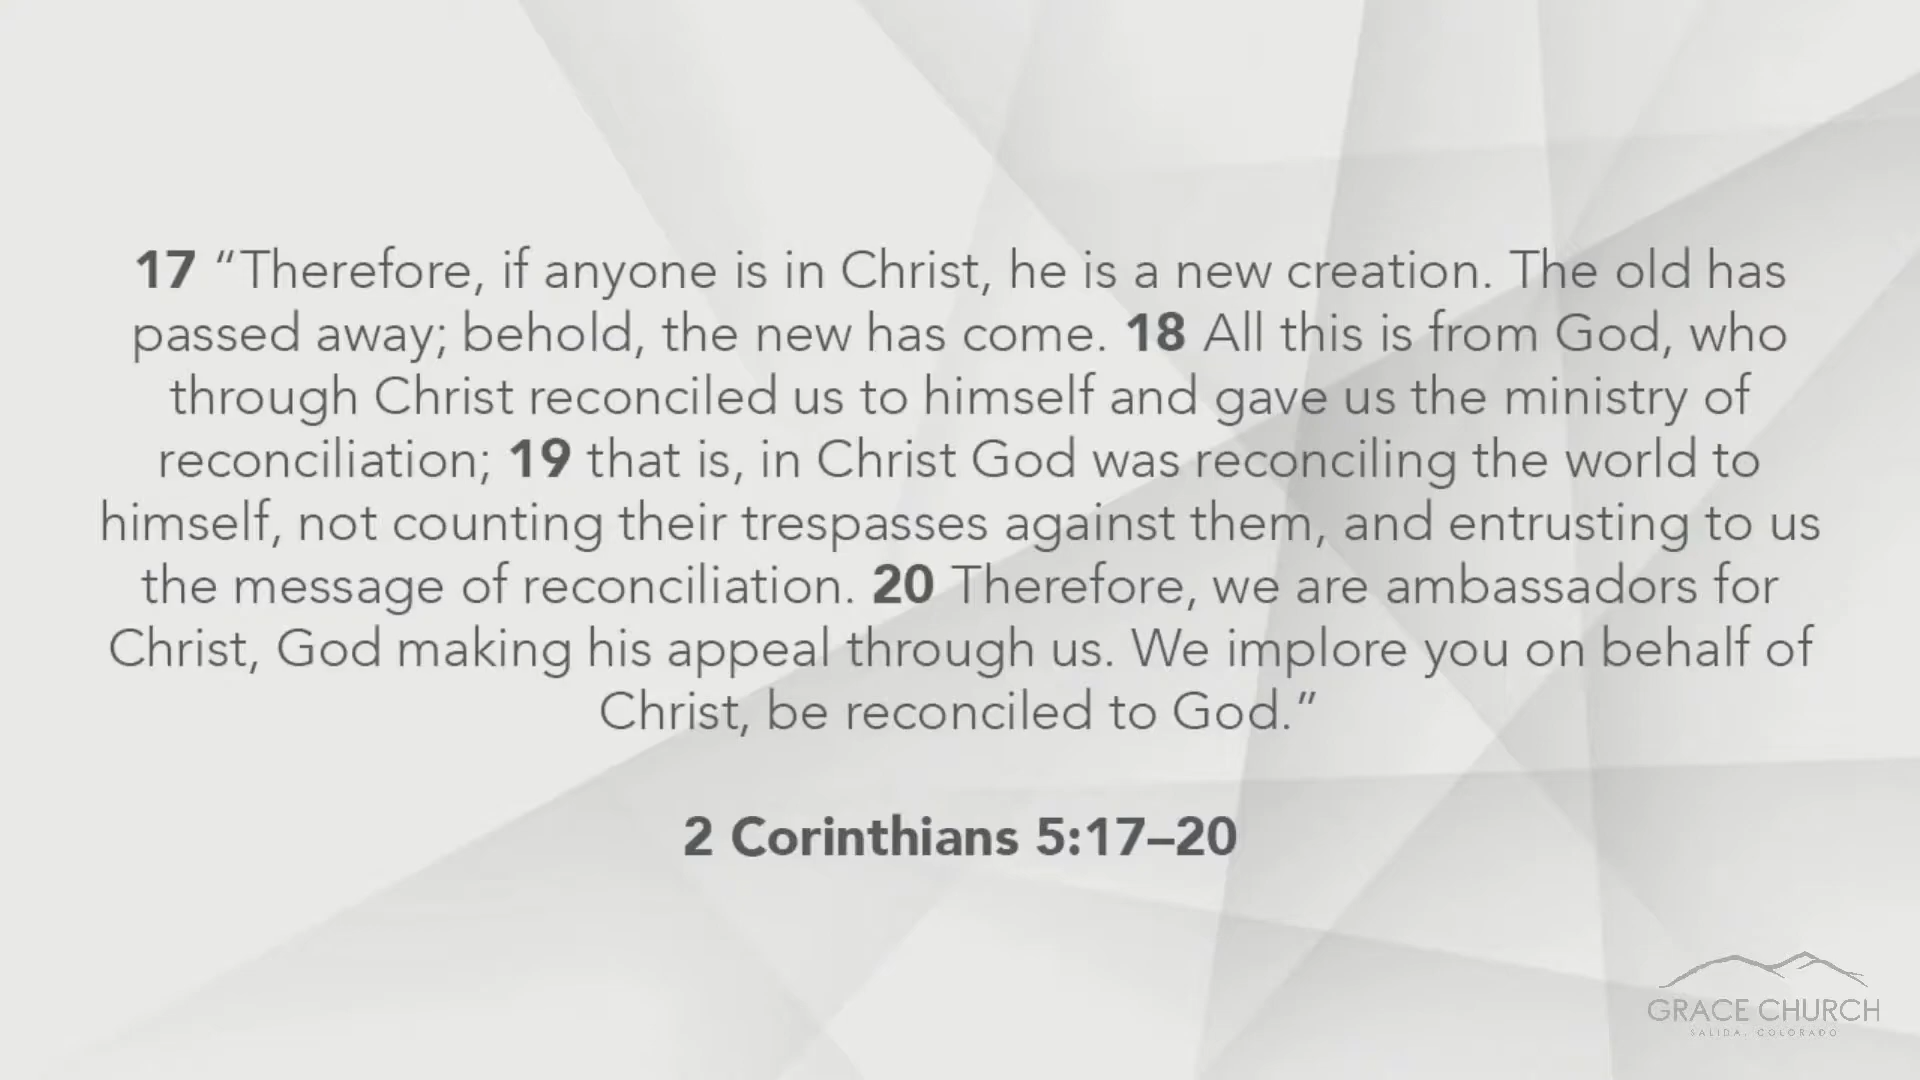 17 “Therefore, if anyone is in Christ, he is a new creation. The old has
passed away; behold, the new has come. 18 All this is from God, who
through Christ reconciled us to himself and gave us the ministry of
reconciliation; 19 that is, in Christ God was reconciling the world to
himself, not counting their trespasses against them, and entrusting to us
the message of reconciliation. 20 Therefore, we are ambassadors for
Christ, God making his appeal through us. We implore you on behalf of
Christ, be reconciled to God.”
2 Corinthians 5:17–20
GRACE CHURCH
SALIDA, COLORADO